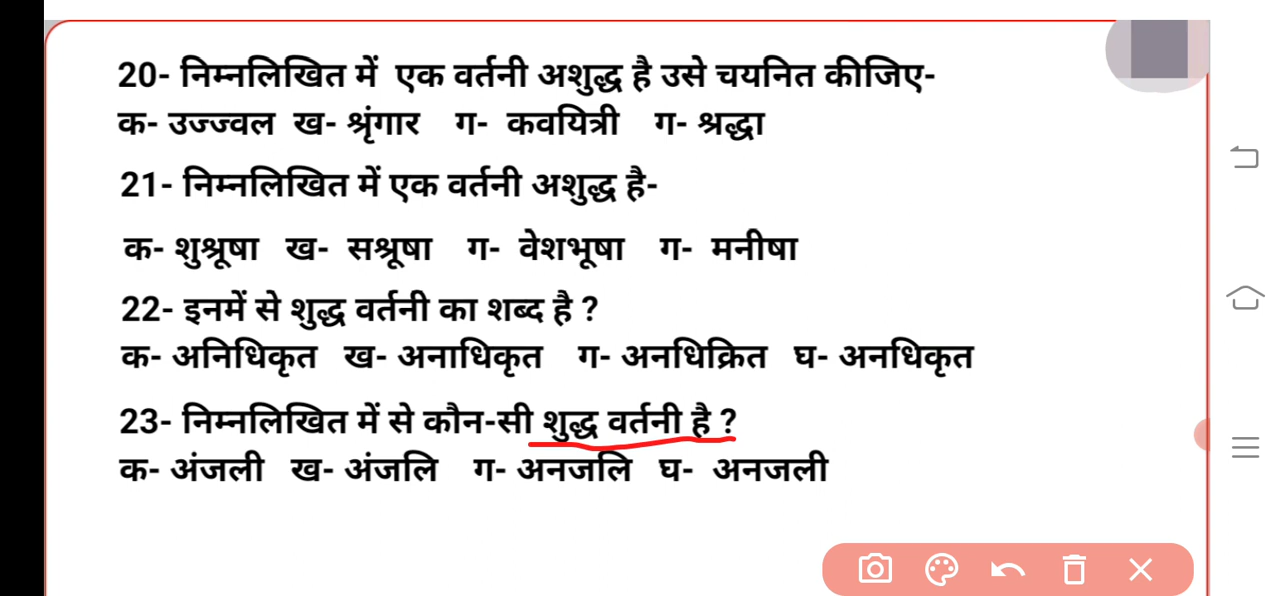 20- निम्नलिखित में एक वर्तनी अशुद्ध है उसे चयनित कीजिए-
क- उज्ज्वल ख- श्रृंगार ग- कवयित्री ग- श्रद्धा
21- निम्नलिखित में एक वर्तनी अशुद्ध है-
क- शुश्रूषा ख- सश्रूषा ग- वेशभूषा ग- मनीषा
22- इनमें से शुद्ध वर्तनी का शब्द है ?
क- अनिधिकृत ख- अनाधिकृत ग- अनधिक्रित घ- अनधिकृत
23- निम्नलिखित में से कौन-सी शुद्ध वर्तनी है ?
क- अंजली ख- अंजलि ग- अनजलि घ- अनजली